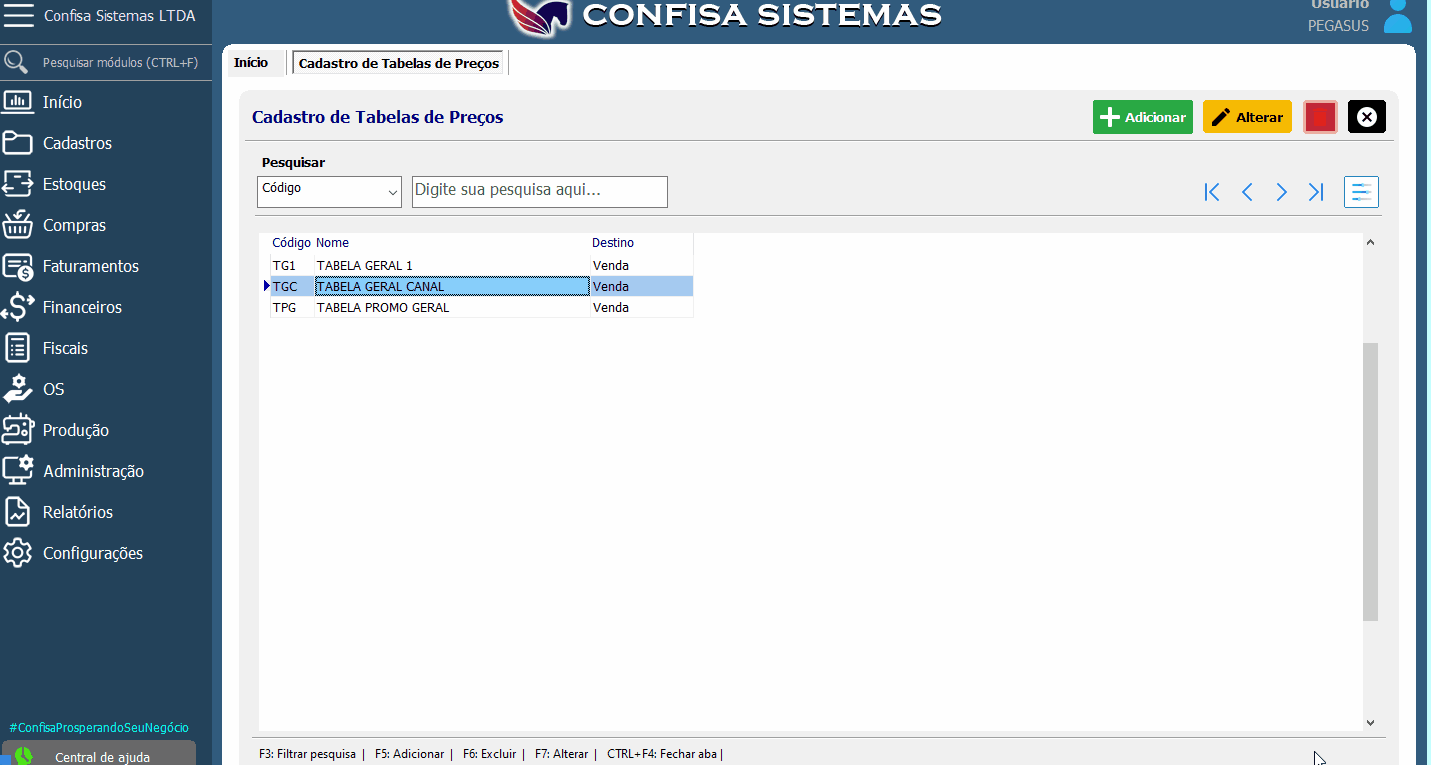 Confisa Sistemas LTDA
CONFISA SISTEMAS
Usuário
PEGASUS
Pesquisar módulos (CTRL+F)
Início
Cadastros
Estoques
Compras
Faturamentos
Financeiros
Fiscais
OS
Produção
Administração
Relatórios
Configurações
#ConfisaProsperandoSeuNegócio
Central de ajuda
Início
Cadastro de Tabelas de Preços
Cadastro de Tabelas de Preços
Adicionar
Alterar
Pesquisar
Código
Digite sua pesquisa aqui...
Código Nome Destino
TG1 TABELA GERAL 1 Venda
TGC TABELA GERAL CANAL Venda
TPG TABELA PROMO GERAL Venda
F3: Filtrar pesquisa | F5: Adicionar | F6: Excluir | F7: Alterar | CTRL+F4: Fechar aba |